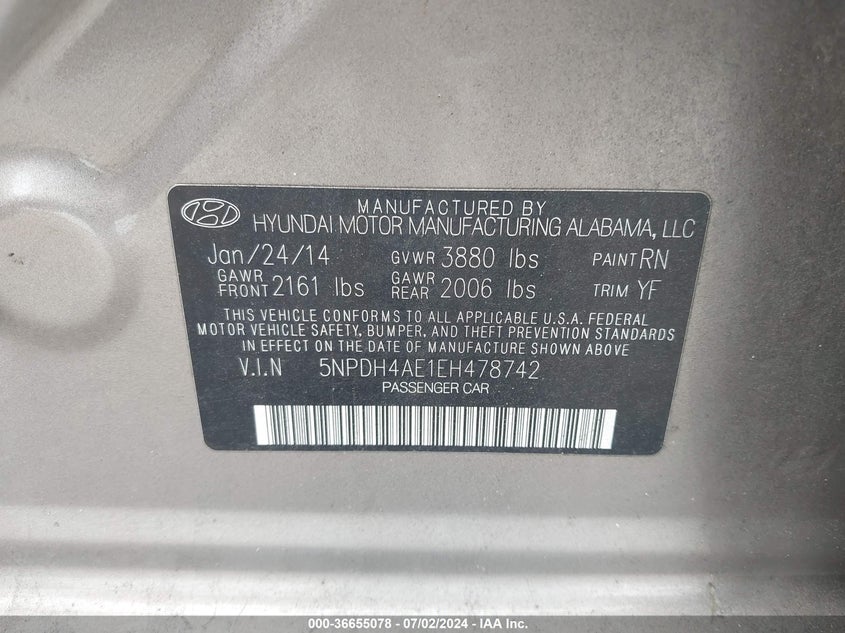 MANUFACTURED BY
HYUNDAI MOTOR MANUFACTURING ALABAMA, LLC
Jan/24/14 GVWR 3880 lbs PAINT RN
GAWR FRONT 2161 lbs GAWR REAR 2006 lbs TRIM YF
THIS VEHICLE CONFORMS TO ALL APPLICABLE U.S.A. FEDERAL
MOTOR VEHICLE SAFETY, BUMPER, AND THEFT PREVENTION STANDARDS
IN EFFECT ON THE DATE OF MANUFACTURE SHOWN ABOVE
V.I.N 5NPDH4AE1EH478742
PASSENGER CAR
000-36655078 - 07/02/2024 - IAA Inc.